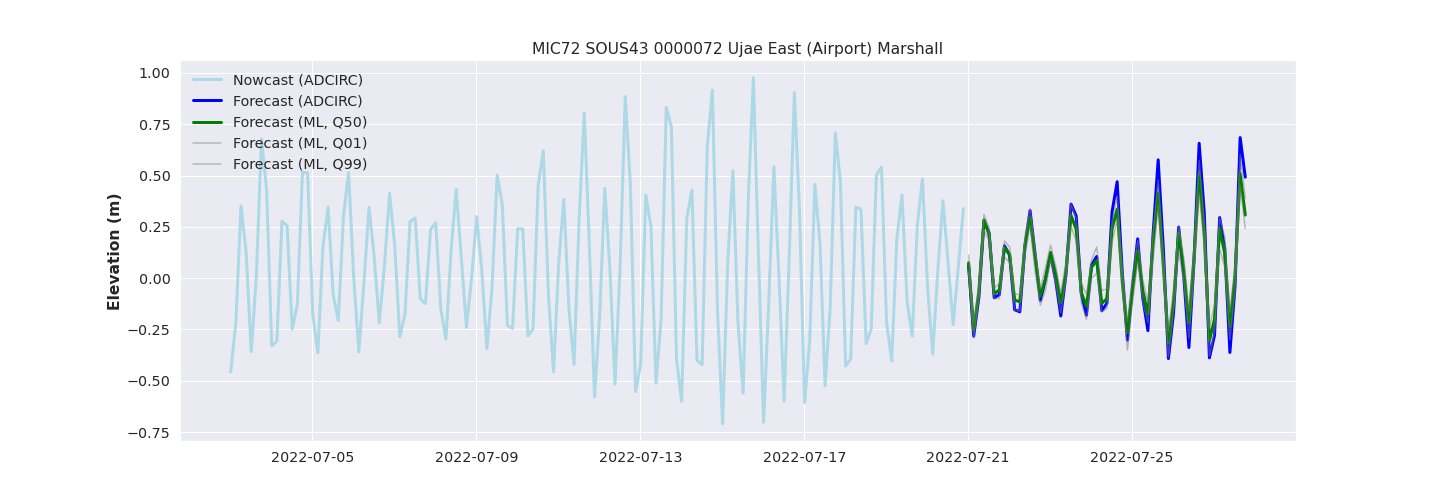 MIC72 SOUS43 0000072 Ujae East (Airport) Marshall
Elevation (m)
1.00
0.75
0.50
0.25
0.00
−0.25
−0.50
−0.75
Nowcast (ADCIRC)
Forecast (ADCIRC)
Forecast (ML, Q50)
Forecast (ML, Q01)
Forecast (ML, Q99)
2022-07-05 2022-07-09 2022-07-13 2022-07-17 2022-07-21 2022-07-25